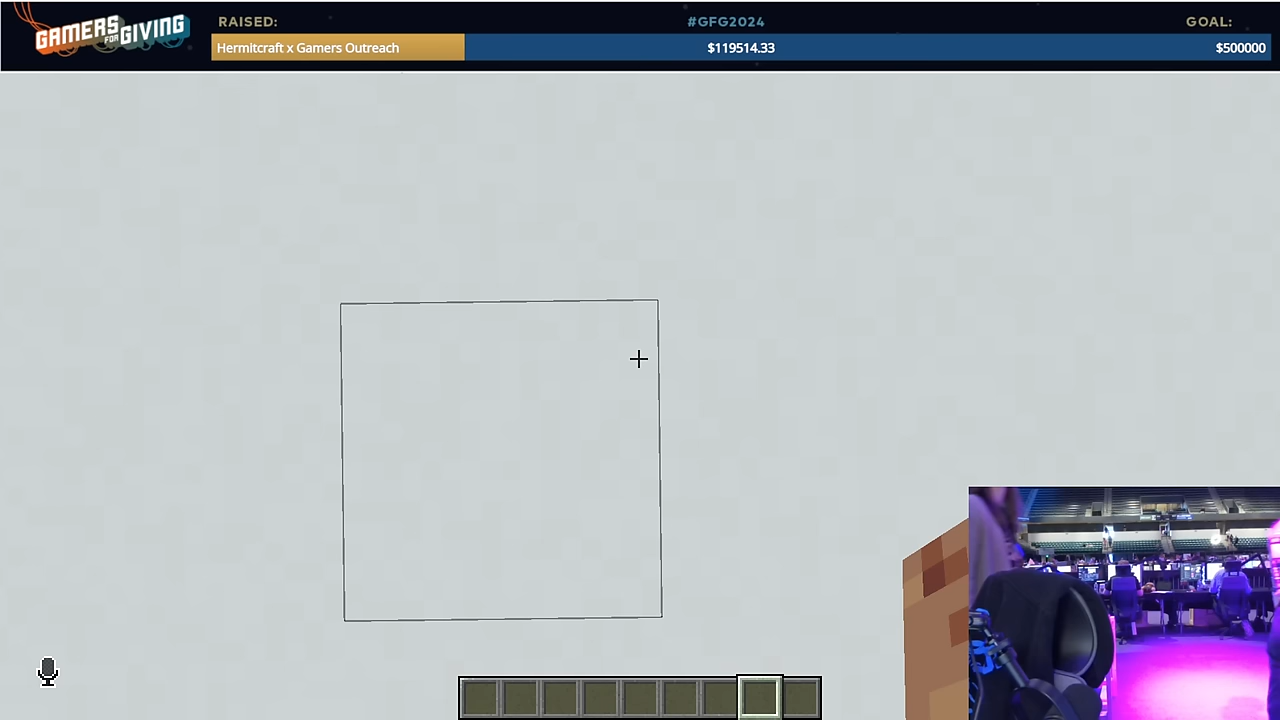 GAMERS
FOR
GIVING
RAISED:
#GFG2024
GOAL:
Hermitcraft x Gamers Outreach
$119514.33
$500000